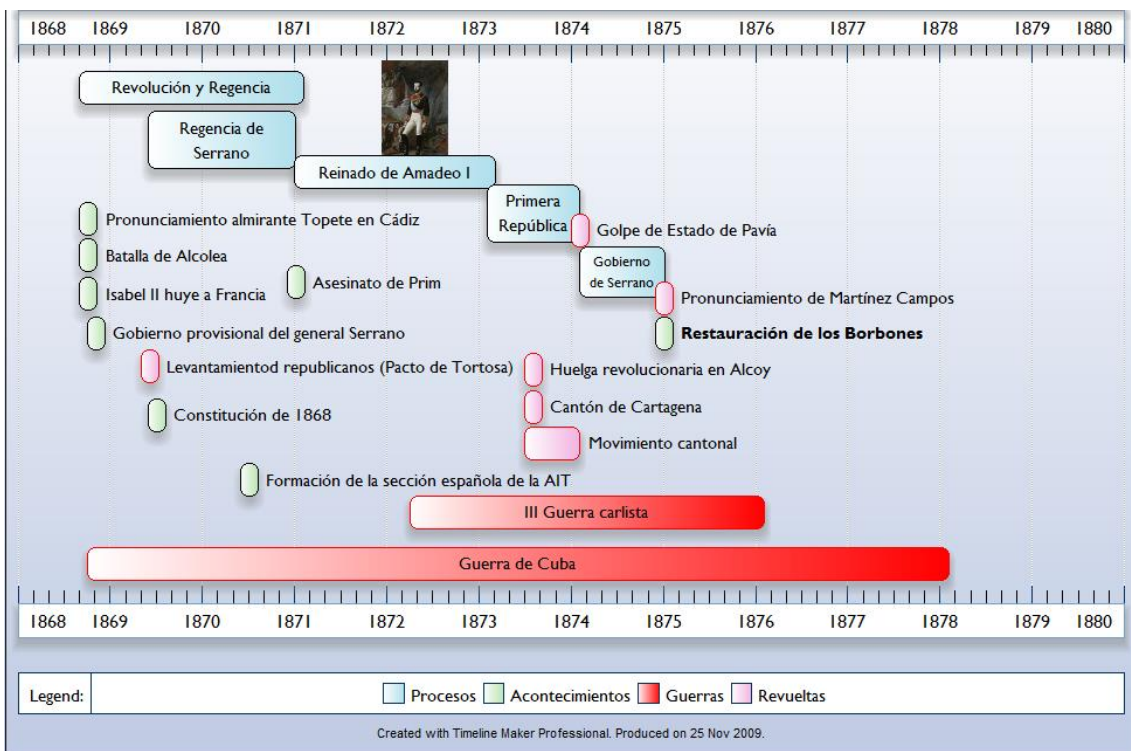 1868 1869 1870 1871 1872 1873 1874 1875 1876 1877 1878 1879 1880
Revolución y Regencia
Regencia de
Serrano
Reinado de Amadeo I
Primera
República
Pronunciamiento almirante Topete en Cádiz
Golpe de Estado de Pavía
Batalla de Alcolea
Gobierno
de Serrano
Asesinato de Prim
Isabel II huye a Francia
Pronunciamiento de Martínez Campos
Gobierno provisional del general Serrano
Restauración de los Borbones
Levantamientod republicanos (Pacto de Tortosa)
Huelga revolucionaria en Alcoy
Constitución de 1868
Cantón de Cartagena
Movimiento cantonal
Formación de la sección española de la AIT
III Guerra carlista
Guerra de Cuba
1868 1869 1870 1871 1872 1873 1874 1875 1876 1877 1878 1879 1880
Legend: Procesos Acontecimientos Guerras Revueltas
Created with Timeline Maker Professional. Produced on 25 Nov 2009.